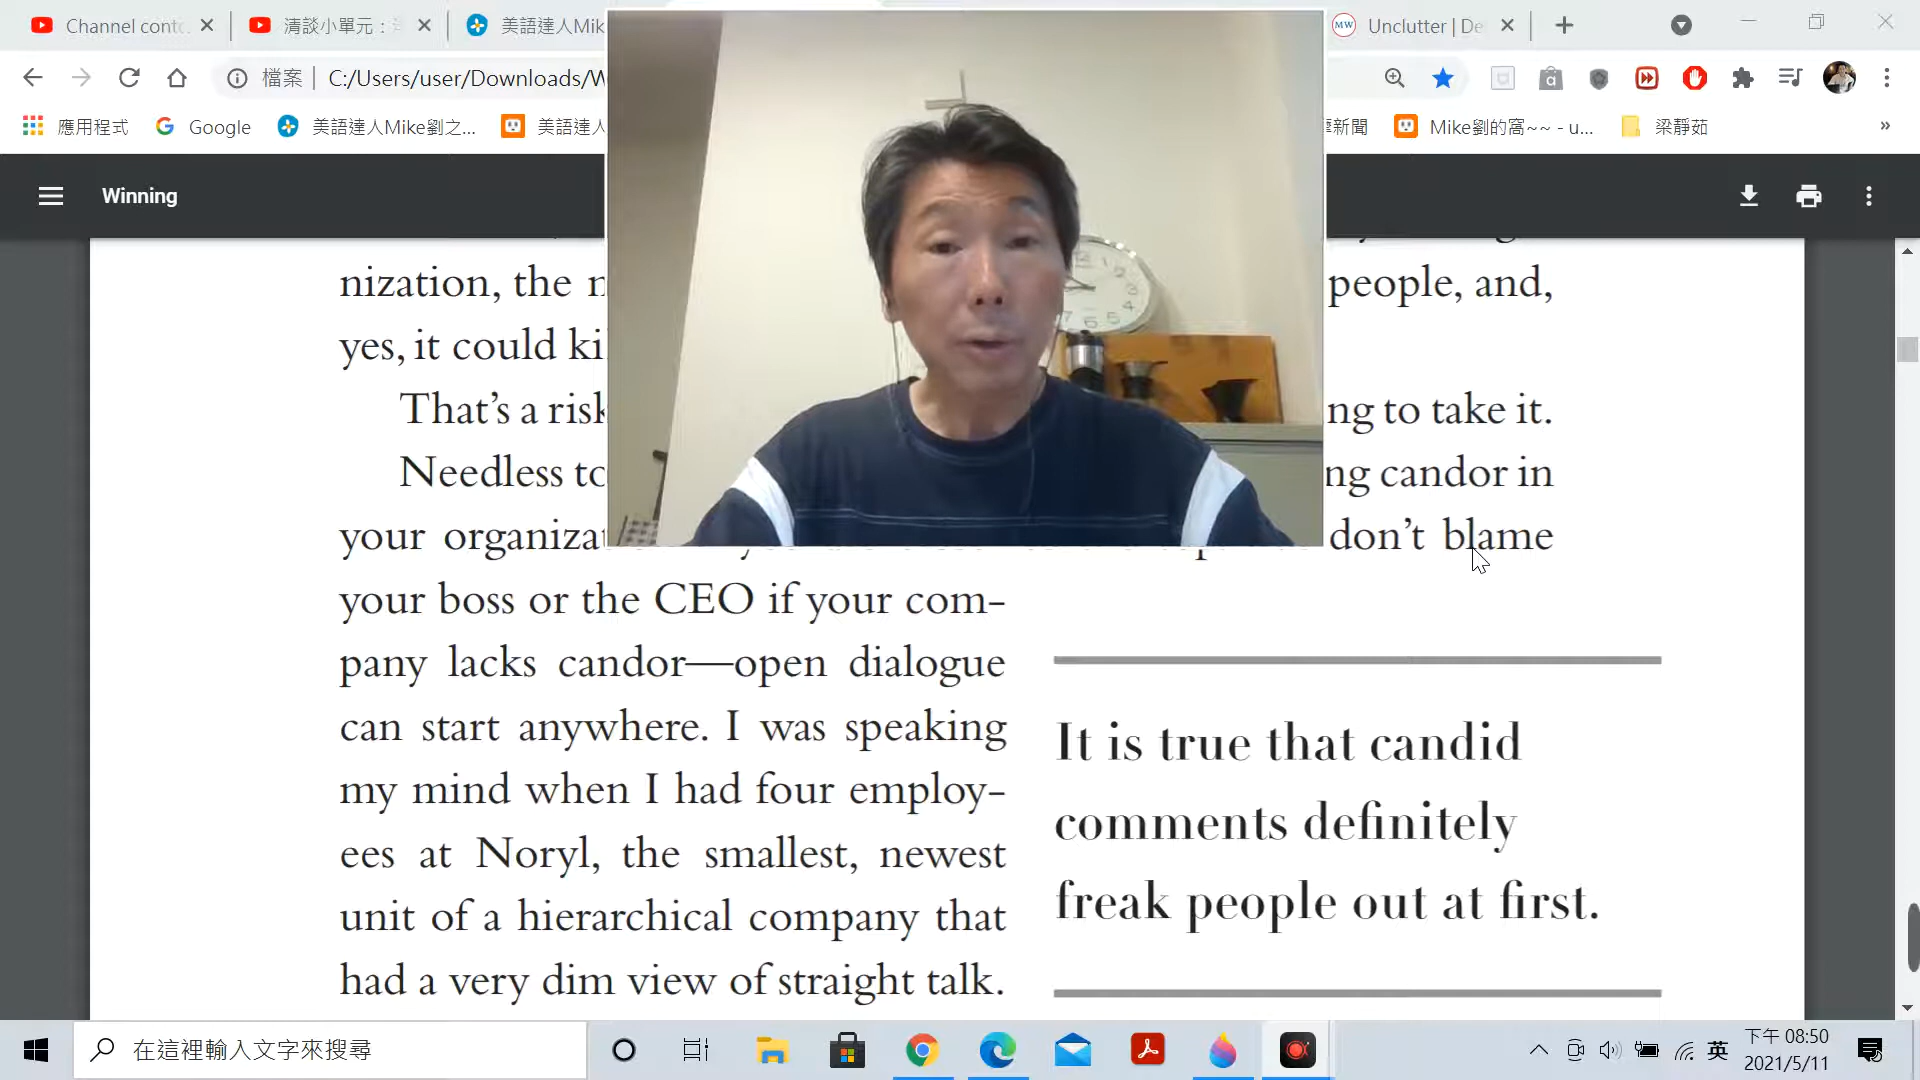 Channel conte
清談小單元：
美語達人Mik
Unclutter | De
檔案
C:/Users/user/Downloads/W
應用程式
Google
美語達人Mike劉之...
美語達人
新聞
Mike劉的窩~~ - u...
梁靜茹
»
Winning
nization, the
people, and,
yes, it could
That's a risk
ng to take it.
Needless to
ng candor in
your
don't blame
your boss or the CEO if your com-
pany lacks candor—open dialogue
can start anywhere. I was speaking
my mind when I had four employ-
ees at Noryl, the smallest, newest
unit of a hierarchical company that
had a very dim view of straight talk.
It is true that candid
comments definitely
freak people out at first.
在這裡輸入文字來搜尋
英
下午 08:50
2021/5/11